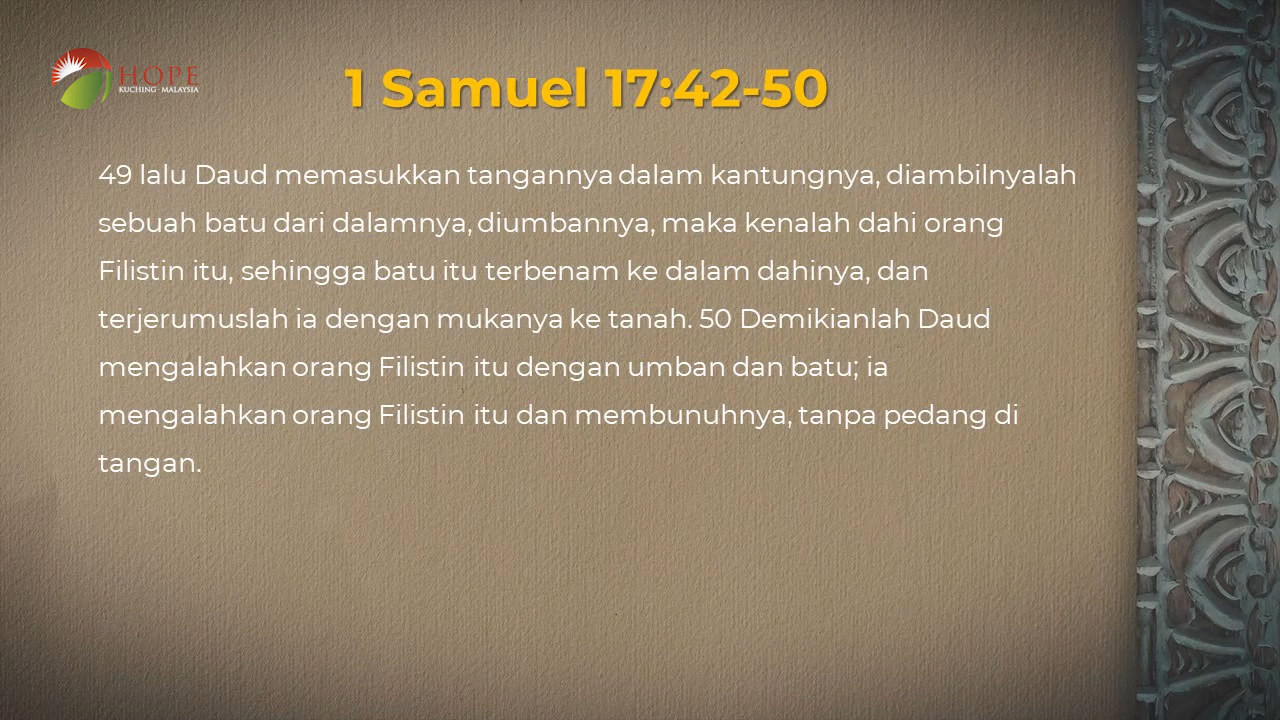 HOPE
KUCHING - MALAYSIA
1 Samuel 17:42-50
49 lalu Daud memasukkan tangannya dalam kantungnya, diambilnyalah
sebuah batu dari dalamnya, diumbannya, maka kenalah dahi orang
Filistin itu, sehingga batu itu terbenam ke dalam dahinya, dan
terjerumuslah ia dengan mukanya ke tanah. 50 Demikianlah Daud
mengalahkan orang Filistin itu dengan umban dan batu; ia
mengalahkan orang Filistin itu dan membunuhnya, tanpa pedang di
tangan.